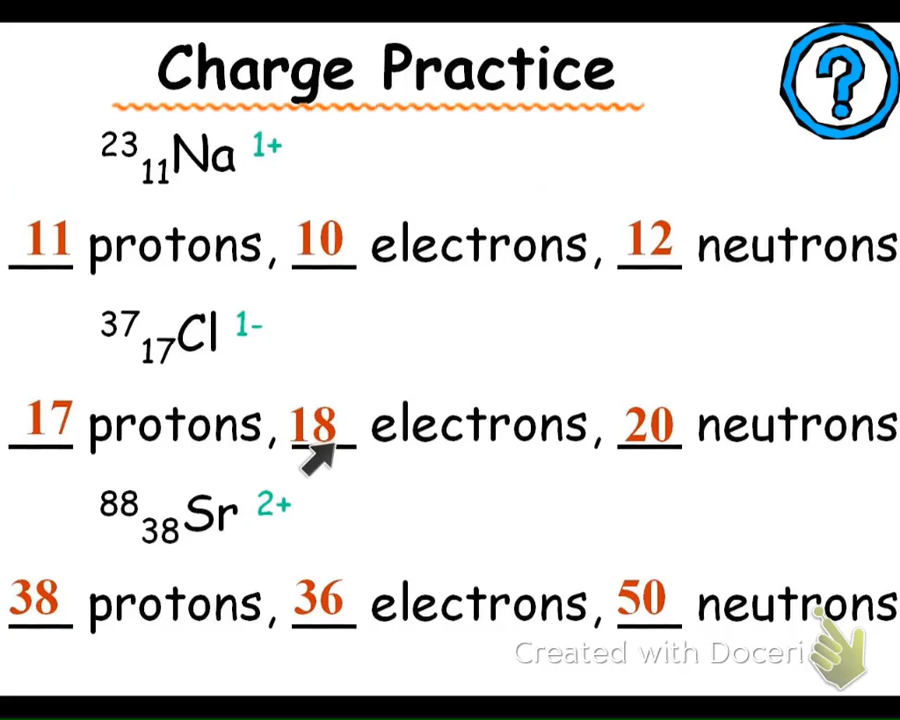 Charge Practice
?
23 11Na 1+
11 protons, 10 electrons, 12 neutrons
37 17Cl 1-
17 protons, 18 electrons, 20 neutrons
88 38Sr 2+
38 protons, 36 electrons, 50 neutrons
Created with Doceri